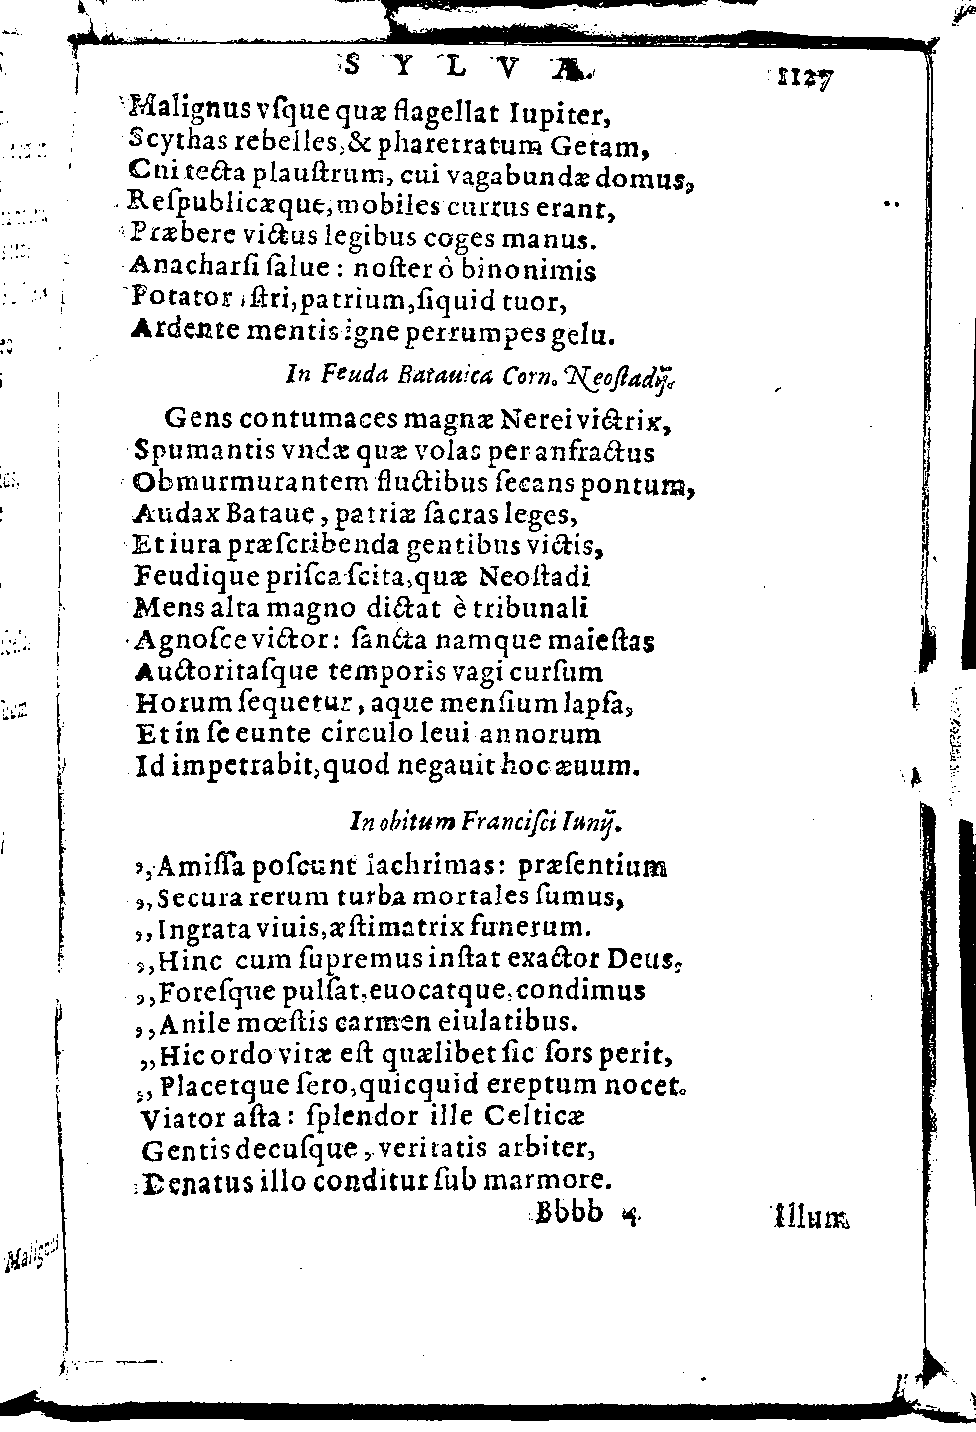 S Y L V A. 1127
Malignus vſque quæ flagellat Iupiter,
Scythas rebelles, & pharetratum Getam,
Cui tecta plauſtrum, cui vagabundæ domus,
Reſpublicæque, mobiles currus erant,
Præbere victus legibus coges manus.
Anacharſi ſalue: noſter ò binonimis
Potator iſtri, patrium, ſiquid tuor,
Ardente mentis igne perrumpes gelu.
In Feuda Batauica Corn. Neoſtadij.
Gens contumaces magnæ Nerei victrix,
Spumantis vndæ quæ volas per anfractus
Obmurmurantem fluctibus ſecans pontum,
Audax Bataue, patriæ ſacras leges,
Et iura præſcribenda gentibus victis,
Feudique priſca ſcita, quæ Neoſtadi
Mens alta magno dictat è tribunali
Agnoſce victor: ſancta namque maieſtas
Auctoritaſque temporis vagi curſum
Horum ſequetur, aque menſium lapſa,
Et in ſe eunte circulo leui annorum
Id impetrabit, quod negauit hoc æuum.
In obitum Franciſci Iunij.
„Amiſſa poſcunt lachrimas: præſentium
„Secura rerum turba mortales ſumus,
„Ingrata viuis, æſtimatrix funerum.
„Hinc cum ſupremus inſtat exactor Deus,
„Foreſque pulſat, euocatque, condimus
„Anile mœſtis carmen eiulatibus.
„Hic ordo vitæ eſt quælibet ſic ſors perit,
„Placetque ſero, quicquid ereptum nocet.
Viator aſta: ſplendor ille Celticæ
Gentis decuſque, veritatis arbiter,
Denatus illo conditur ſub marmore.
Bbbb 4. Illum